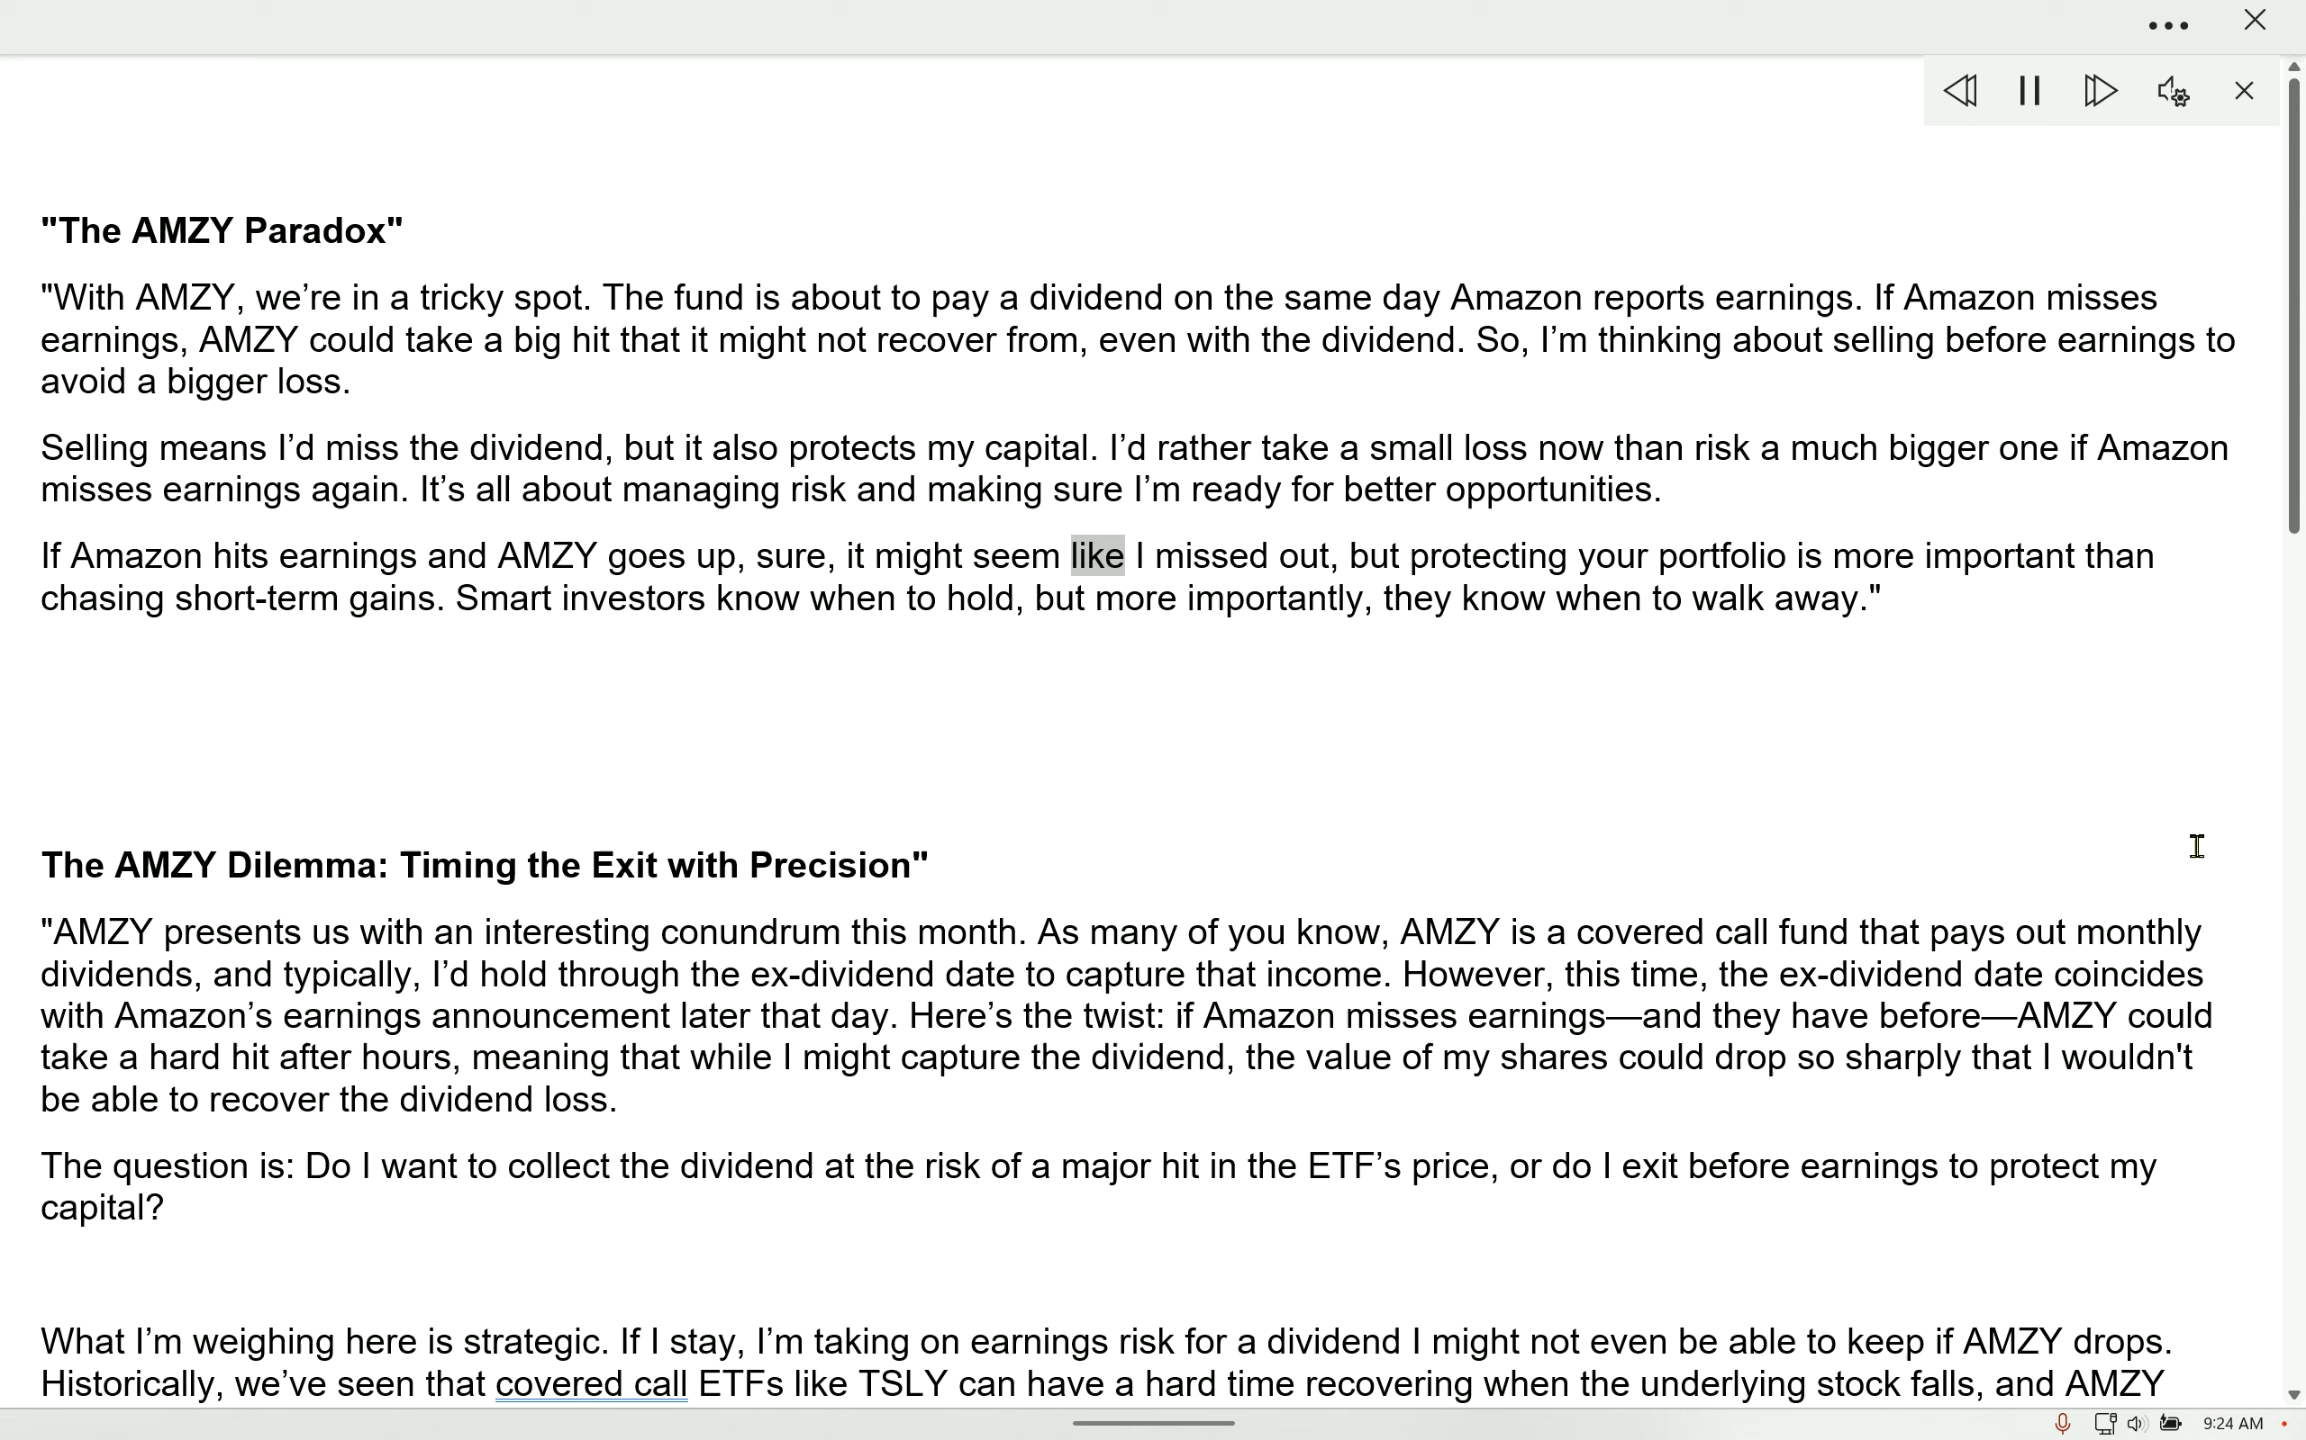 "The AMZY Paradox"
"With AMZY, we’re in a tricky spot. The fund is about to pay a dividend on the same day Amazon reports earnings. If Amazon misses
earnings, AMZY could take a big hit that it might not recover from, even with the dividend. So, I’m thinking about selling before earnings to
avoid a bigger loss.
Selling means I’d miss the dividend, but it also protects my capital. I’d rather take a small loss now than risk a much bigger one if Amazon
misses earnings again. It’s all about managing risk and making sure I’m ready for better opportunities.
If Amazon hits earnings and AMZY goes up, sure, it might seem like I missed out, but protecting your portfolio is more important than
chasing short-term gains. Smart investors know when to hold, but more importantly, they know when to walk away."
The AMZY Dilemma: Timing the Exit with Precision"
"AMZY presents us with an interesting conundrum this month. As many of you know, AMZY is a covered call fund that pays out monthly
dividends, and typically, I’d hold through the ex-dividend date to capture that income. However, this time, the ex-dividend date coincides
with Amazon’s earnings announcement later that day. Here’s the twist: if Amazon misses earnings—and they have before—AMZY could
take a hard hit after hours, meaning that while I might capture the dividend, the value of my shares could drop so sharply that I wouldn't
be able to recover the dividend loss.
The question is: Do I want to collect the dividend at the risk of a major hit in the ETF’s price, or do I exit before earnings to protect my
capital?
What I’m weighing here is strategic. If I stay, I’m taking on earnings risk for a dividend I might not even be able to keep if AMZY drops.
Historically, we’ve seen that covered call ETFs like TSLY can have a hard time recovering when the underlying stock falls, and AMZY
9:24 AM